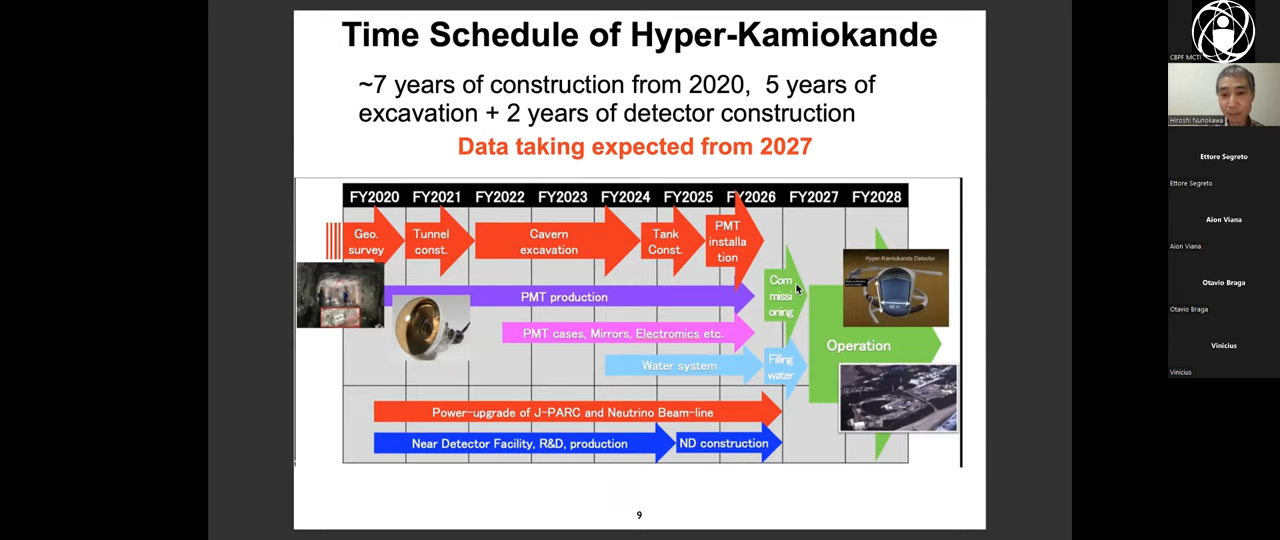 Time Schedule of Hyper-Kamiokande
~7 years of construction from 2020, 5 years of
excavation + 2 years of detector construction
Data taking expected from 2027
FY2020 FY2021 FY2022 FY2023 FY2024 FY2025 FY2026 FY2027 FY2028
Geo.
survey
Tunnel
const.
Cavern
excavation
Tank
Const.
PMT
installa
tion
Com
missi
oning
PMT production
PMT cases, Mirrors, Electromics etc.
Water system
Filling
water
Operation
Hyper-Kamiokande Detector
Power-upgrade of J-PARC and Neutrino Beam-line
Near Detector Facility, R&D, production
ND construction
9
CBPF MCTI
Hiroshi Nunokawa
Ettore Segreto
Ettore Segreto
Aion Viana
Aion Viana
Otavio Braga
Otavio Braga
Vinicius
Vinicius